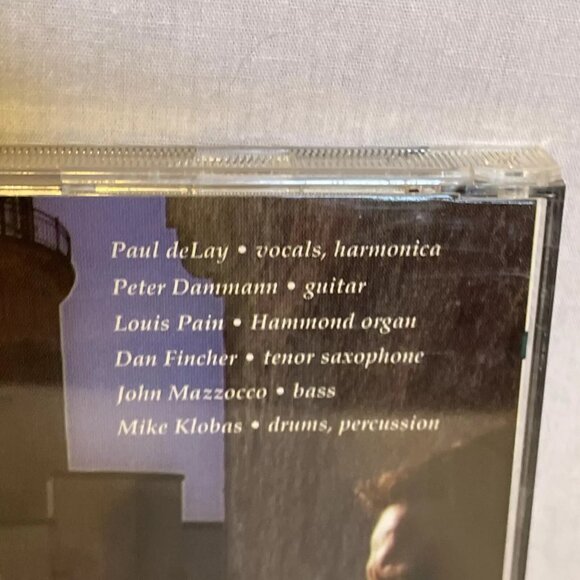 Paul deLay • vocals, harmonica
Peter Dammann • guitar
Louis Pain • Hammond organ
Dan Fincher • tenor saxophone
John Mazzocco • bass
Mike Klobas • drums, percussion